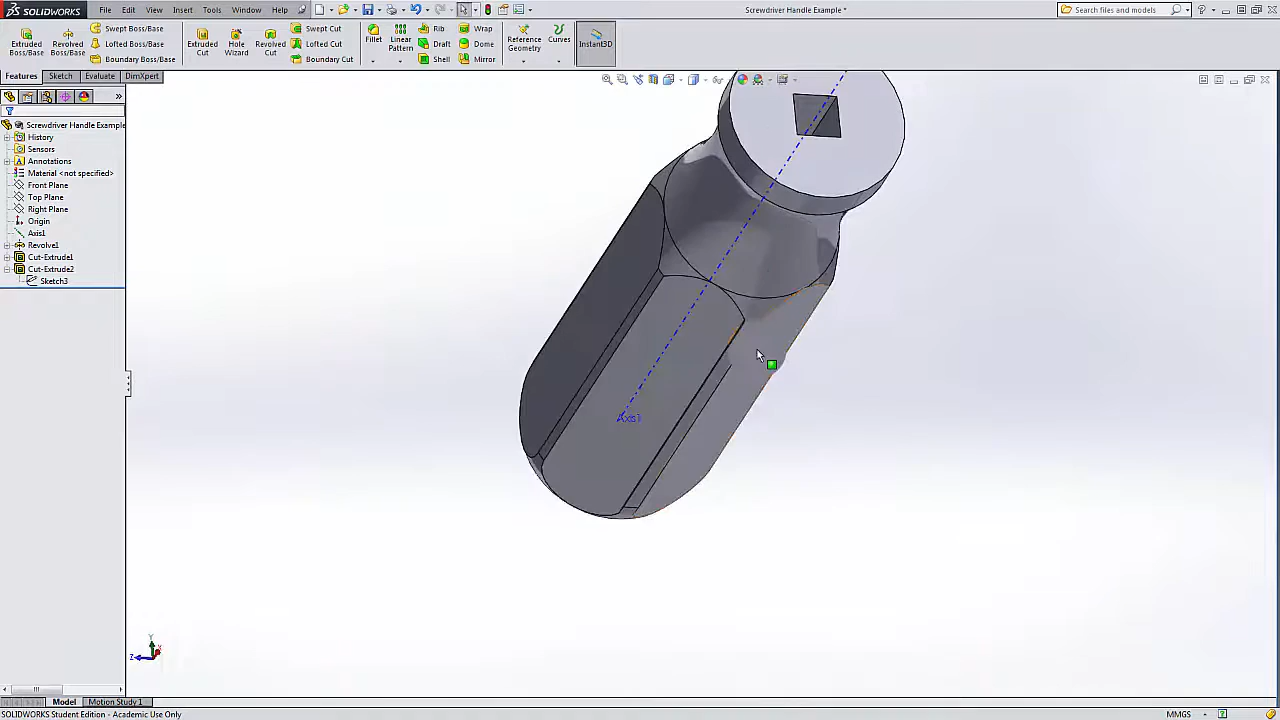 SOLIDWORKS File Edit View Insert Tools Window Help Screwdriver Handle Example * Search files and models
Extruded Boss/Base
Revolved Boss/Base
Swept Boss/Base
Lofted Boss/Base
Boundary Boss/Base
Extruded Cut
Hole Wizard
Revolved Cut
Swept Cut
Lofted Cut
Boundary Cut
Fillet
Linear Pattern
Rib
Draft
Shell
Wrap
Dome
Mirror
Reference Geometry
Curves
Instant3D
Features Sketch Evaluate DimXpert
Screwdriver Handle Example
History
Sensors
Annotations
Material <not specified>
Front Plane
Top Plane
Right Plane
Origin
Axis1
Revolve1
Cut-Extrude1
Cut-Extrude2
Sketch3
Axis1
Y
Z
Model Motion Study 1
SOLIDWORKS Student Edition - Academic Use Only MMGS